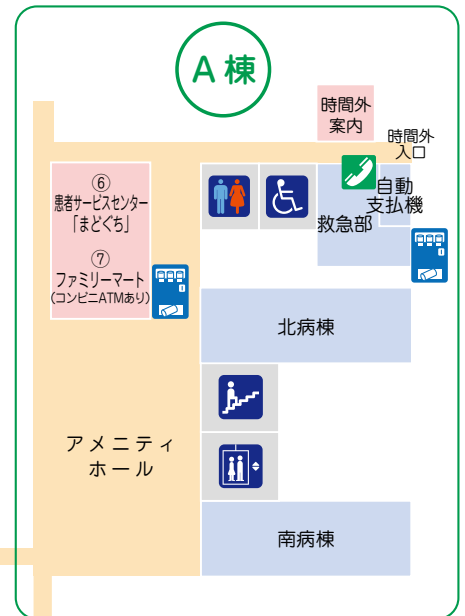 A棟
時間外
案内
時間外
入口
⑥
患者サービスセンター
「まどぐち」
自動
支払機
救急部
⑦
ファミリーマート
(コンビニATMあり)
北病棟
アメニティ
ホール
南病棟